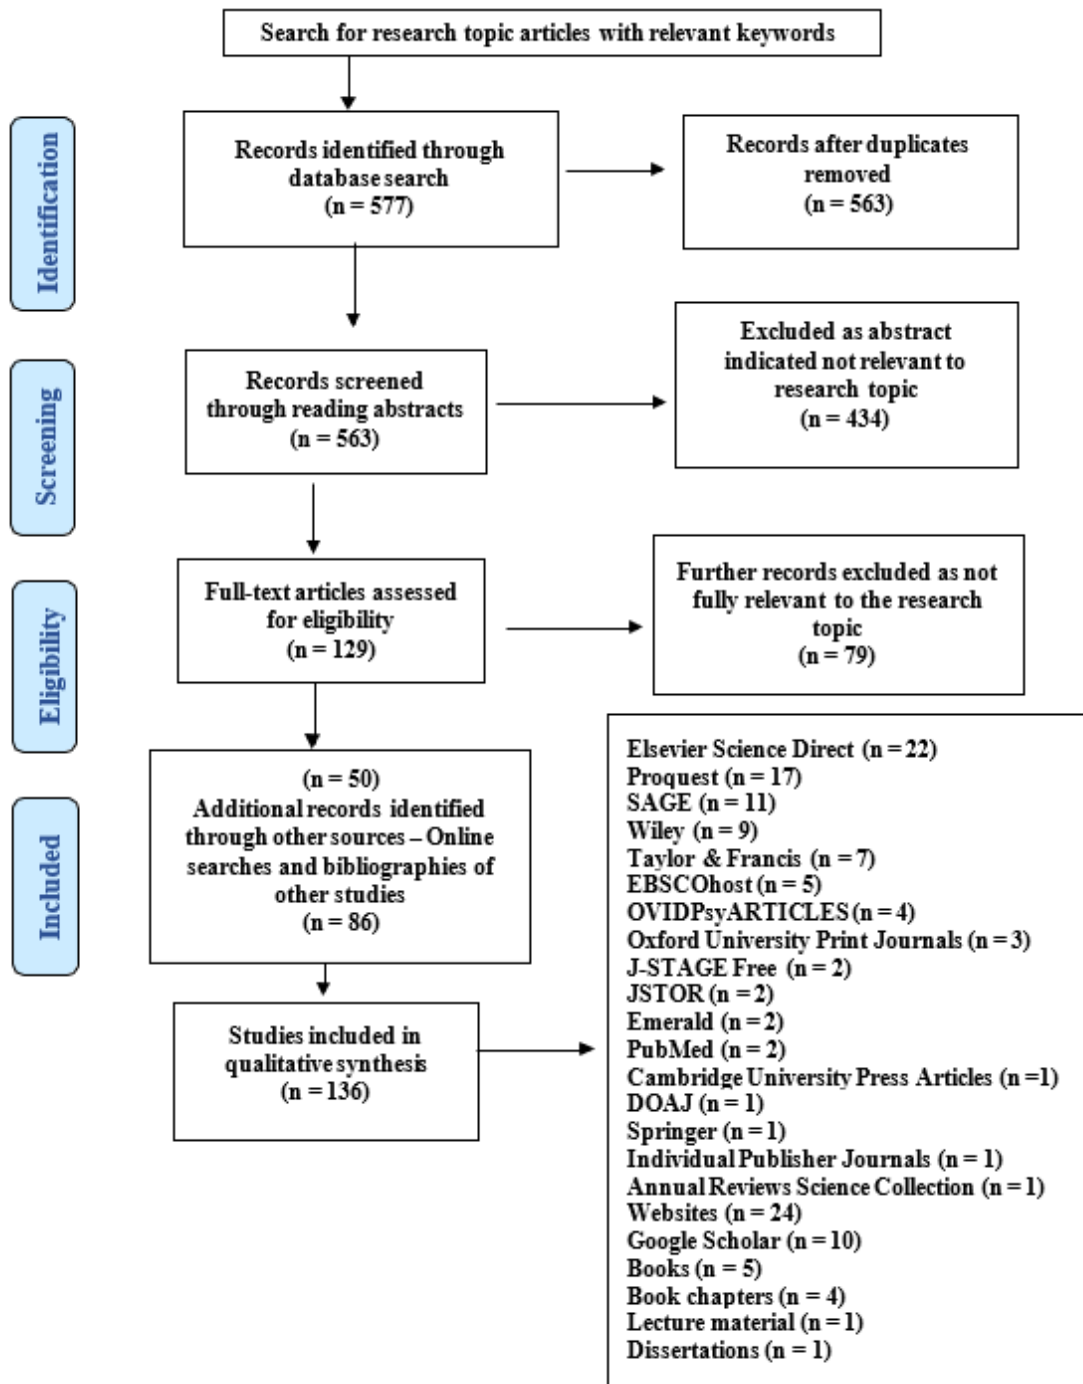 Search for research topic articles with relevant keywords
Identification
Records identified through
database search
(n = 577)
Records after duplicates
removed
(n = 563)
Screening
Records screened
through reading abstracts
(n = 563)
Excluded as abstract
indicated not relevant to
research topic
(n = 434)
Eligibility
Full-text articles assessed
for eligibility
(n = 129)
Further records excluded as not
fully relevant to the research
topic
(n = 79)
Included
(n = 50)
Additional records identified
through other sources – Online
searches and bibliographies of
other studies
(n = 86)
Studies included in
qualitative synthesis
(n = 136)
Elsevier Science Direct (n = 22)
Proquest (n = 17)
SAGE (n = 11)
Wiley (n = 9)
Taylor & Francis (n = 7)
EBSCOhost (n = 5)
OVIDPsyARTICLES (n = 4)
Oxford University Print Journals (n = 3)
J-STAGE Free (n = 2)
JSTOR (n = 2)
Emerald (n = 2)
PubMed (n = 2)
Cambridge University Press Articles (n =1)
DOAJ (n = 1)
Springer (n = 1)
Individual Publisher Journals (n = 1)
Annual Reviews Science Collection (n = 1)
Websites (n = 24)
Google Scholar (n = 10)
Books (n = 5)
Book chapters (n = 4)
Lecture material (n = 1)
Dissertations (n = 1)